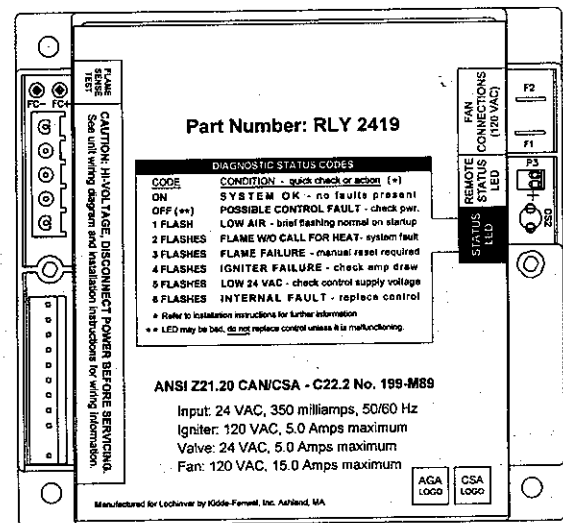 FLAME
SENSE
TEST
FC- FC+
CAUTION: HI-VOLTAGE, DISCONNECT POWER BEFORE SERVICING.
See unit wiring diagram and installation instructions for wiring information.
Part Number: RLY 2419
DIAGNOSTIC STATUS CODES
CODE CONDITION - quick check or action (*)
ON SYSTEM OK - no faults present
OFF (**) POSSIBLE CONTROL FAULT - check pwr.
1 FLASH LOW AIR - brief flashing normal on startup
2 FLASHES FLAME W/O CALL FOR HEAT- system fault
3 FLASHES FLAME FAILURE - manual reset required
4 FLASHES IGNITER FAILURE - check amp draw
5 FLASHES LOW 24 VAC - check control supply voltage
6 FLASHES INTERNAL FAULT - replace control
* Refer to installation instructions for further information
** LED may be bad, do not replace control unless it is malfunctioning.
FAN
CONNECTIONS
(120 VAC)
REMOTE
STATUS
LED
STATUS
LED
F2
F1
P3
+
CS2
ANSI Z21.20 CAN/CSA - C22.2 No. 199-M89
Input: 24 VAC, 350 milliamps, 50/60 Hz
Igniter: 120 VAC, 5.0 Amps maximum
Valve: 24 VAC, 5.0 Amps maximum
Fan: 120 VAC, 15.0 Amps maximum
AGA
LOGO
CSA
LOGO
Manufactured for Lochinvar by Kidde-Fenwal, Inc. Ashland, MA